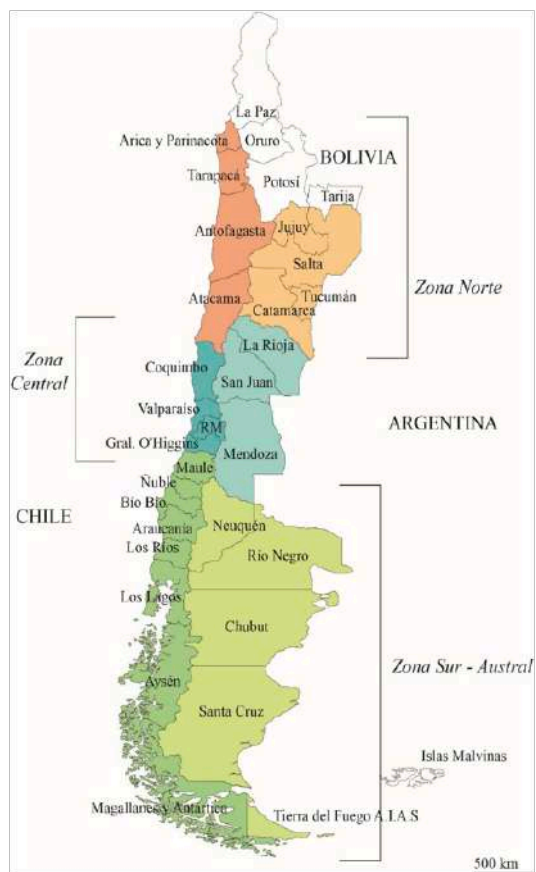 La Paz
Arica y Parinacota
Oruro
BOLIVIA
Tarapacá
Potosí
Tarija
Antofagasta
Jujuy
Salta
Zona Norte
Atacama
Tucumán
Catamarca
Zona
Central
La Rioja
Coquimbo
San Juan
Valparaíso
RM
ARGENTINA
Gral. O'Higgins
Mendoza
Maule
Ñuble
Bío Bío
CHILE
Neuquén
Araucanía
Los Ríos
Río Negro
Los Lagos
Chubut
Zona Sur - Austral
Aysén
Santa Cruz
Islas Malvinas
Magallanes y Antártica
Tierra del Fuego A.I.A.S
500 km